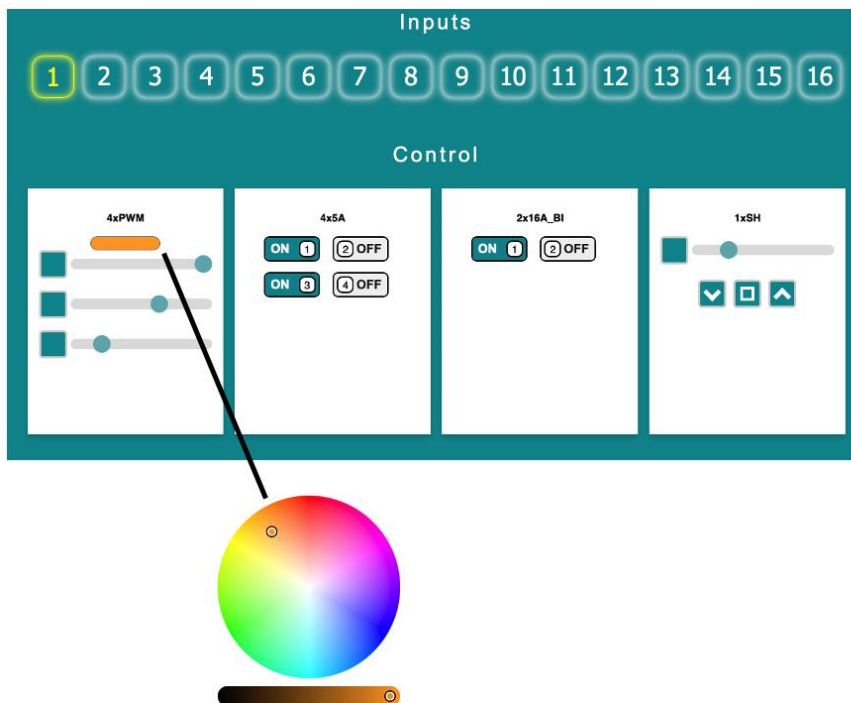 Inputs
1 2 3 4 5 6 7 8 9 10 11 12 13 14 15 16
Control
4xPWM
4x5A
ON 1 2 OFF
ON 3 4 OFF
2x16A_BI
ON 1 2 OFF
1xSH